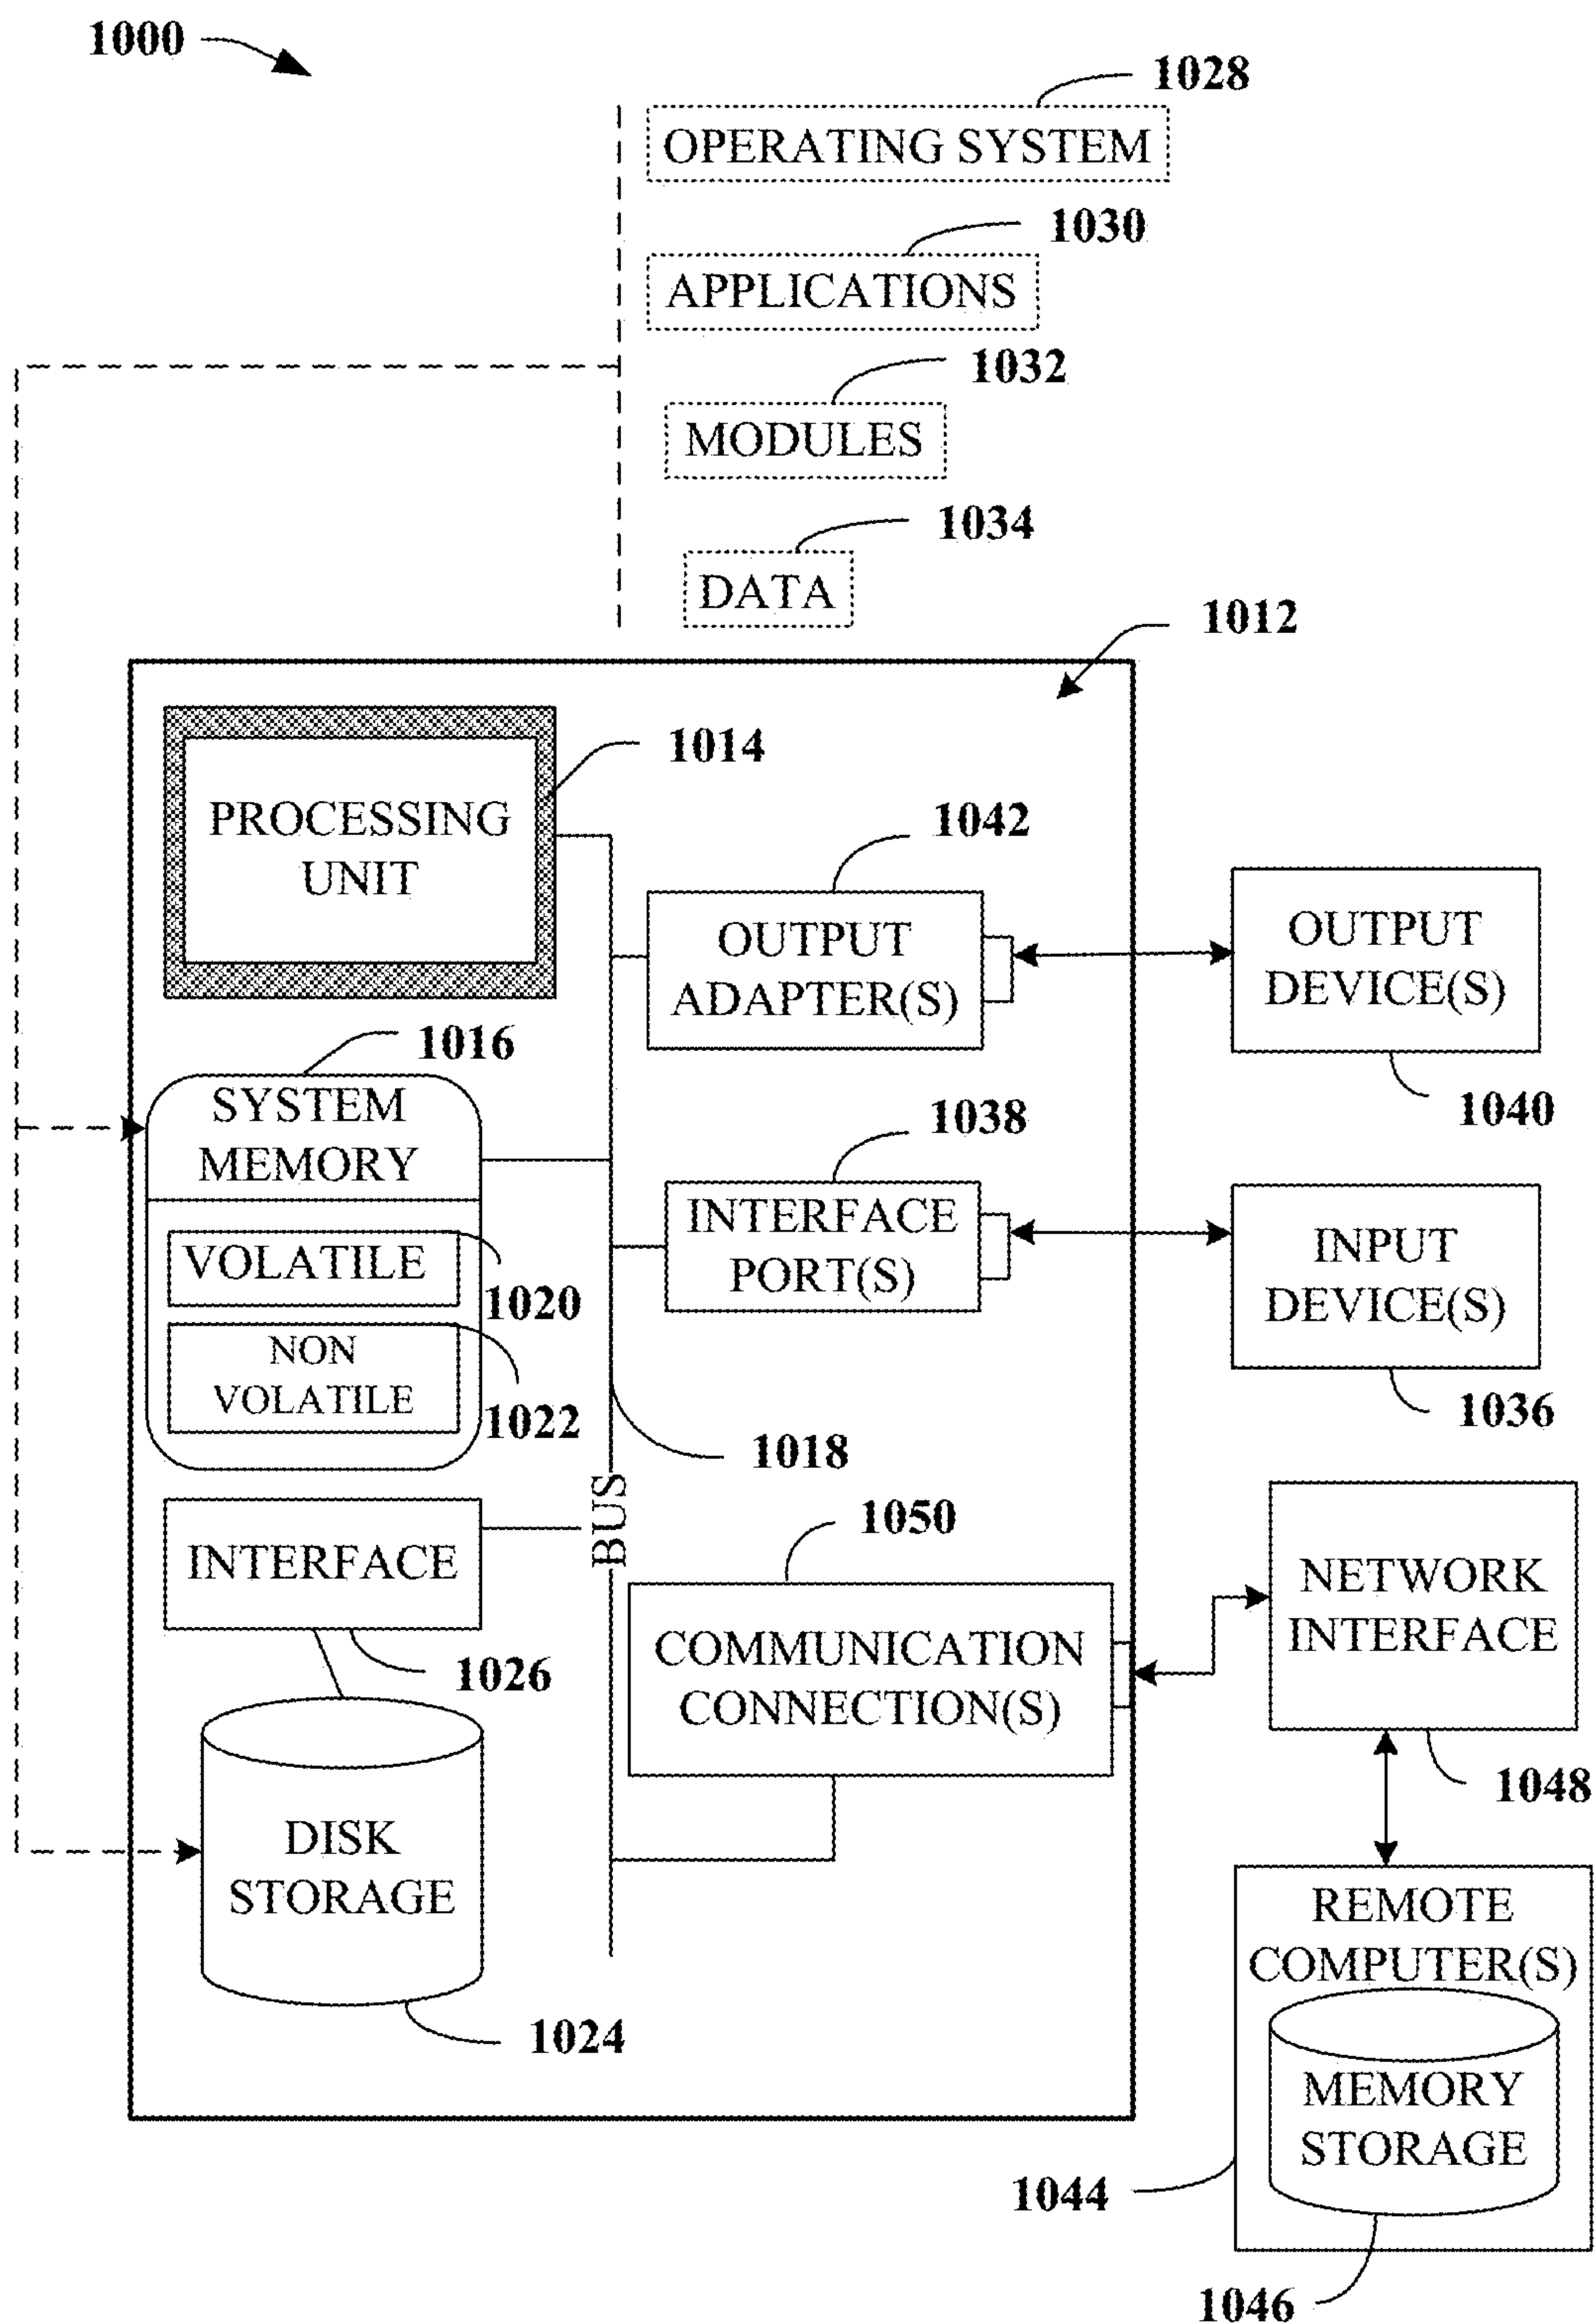 1000
1028
OPERATING SYSTEM
1030
APPLICATIONS
1032
MODULES
1034
DATA
1012
PROCESSING
UNIT
1014
1042
OUTPUT
ADAPTER(S)
OUTPUT
DEVICE(S)
1040
1016
SYSTEM
MEMORY
VOLATILE
1020
NON
VOLATILE
1022
1038
INTERFACE
PORT(S)
INPUT
DEVICE(S)
1036
1018
BUS
INTERFACE
1026
1050
COMMUNICATION
CONNECTION(S)
NETWORK
INTERFACE
1048
DISK
STORAGE
1024
REMOTE
COMPUTER(S)
MEMORY
STORAGE
1044
1046